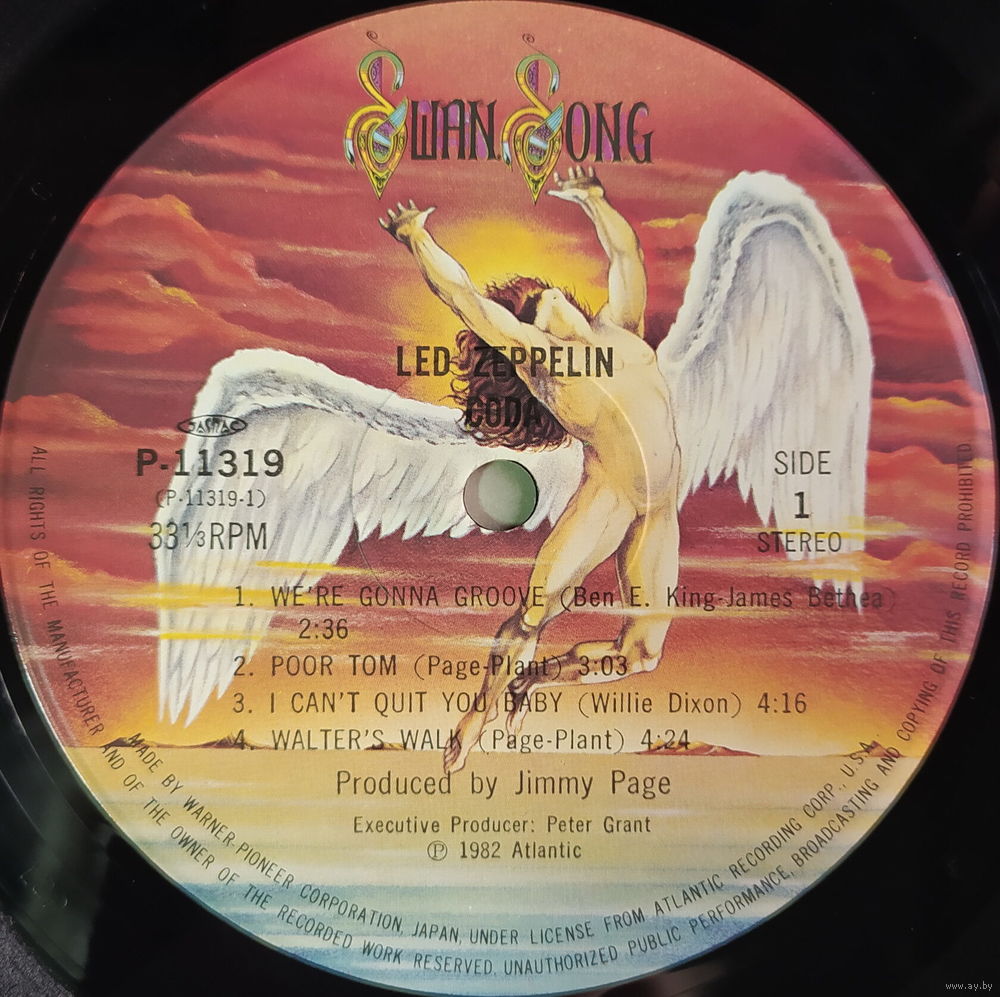 SWAN SONG
LED ZEPPELIN
CODA
JASRAC
P-11319
(P-11319-1)
33⅓RPM
SIDE
1
STEREO
1. WE'RE GONNA GROOVE (Ben E. King-James Bethea)
2:36
2. POOR TOM (Page-Plant) 3:03
3. I CAN'T QUIT YOU BABY (Willie Dixon) 4:16
4. WALTER'S WALK (Page-Plant) 4:24
Produced by Jimmy Page
Executive Producer: Peter Grant
℗ 1982 Atlantic
MADE BY WARNER-PIONEER CORPORATION, JAPAN, UNDER LICENSE FROM ATLANTIC RECORDING CORP., U.S.A.
ALL RIGHTS OF THE MANUFACTURER AND OF THE OWNER OF THE RECORDED WORK RESERVED. UNAUTHORIZED PUBLIC PERFORMANCE, BROADCASTING AND COPYING OF THIS RECORD PROHIBITED
www.ay.by